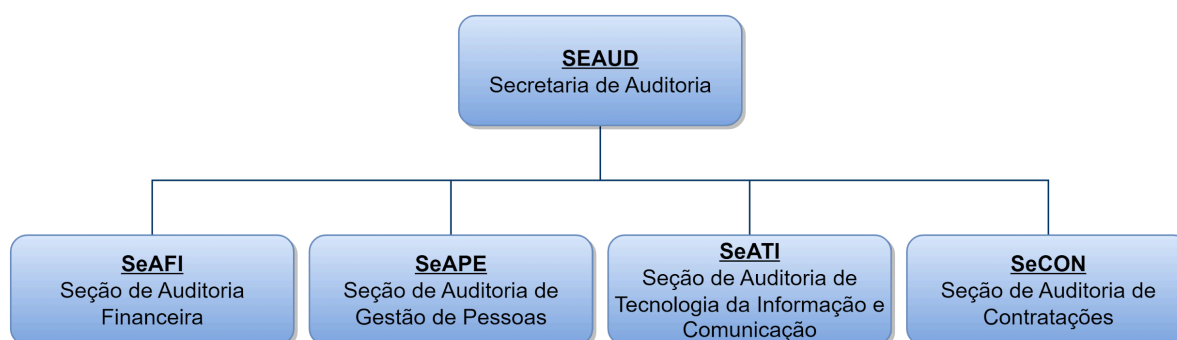 SEAUD
Secretaria de Auditoria
SeAFI
Seção de Auditoria
Financeira
SeAPE
Seção de Auditoria de
Gestão de Pessoas
SeATI
Seção de Auditoria de
Tecnologia da Informação e
Comunicação
SeCON
Seção de Auditoria de
Contratações